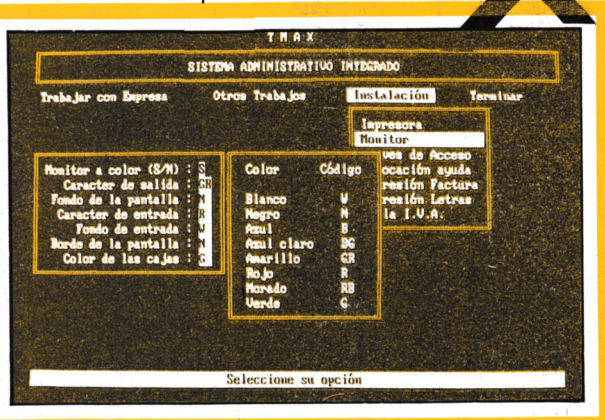 T M A X
SISTEMA ADMINISTRATIVO INTEGRADO
Trabajar con Empresa Otros Trabajos Instalación Terminar
Impresora
Monitor
ves de Acceso
ocación ayuda
resión Factura
resión Letras
la I.V.A.
Monitor a color (S/N) : S
Caracter de salida : GR
Fondo de la pantalla : N
Caracter de entrada : R
Fondo de entrada : W
Borde de la pantalla : N
Color de las cajas : G
Color Código
Blanco W
Negro N
Azul B
Azul claro BG
Amarillo GR
Rojo R
Morado RB
Verde G
Seleccione su opción